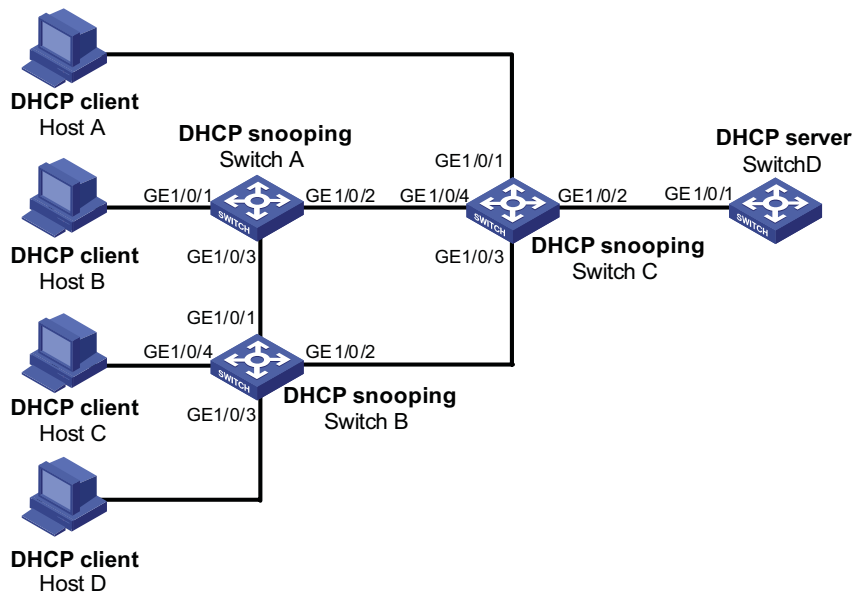 DHCP client
Host A
DHCP snooping
Switch A
DHCP server
SwitchD
GE1/0/1
GE1/0/1
GE1/0/2
GE1/0/4
GE1/0/2
GE1/0/1
SWITCH
SWITCH
SWITCH
DHCP client
Host B
GE1/0/3
GE1/0/3
DHCP snooping
Switch C
GE1/0/1
GE1/0/4
GE1/0/2
SWITCH
DHCP client
Host C
GE1/0/3
DHCP snooping
Switch B
DHCP client
Host D